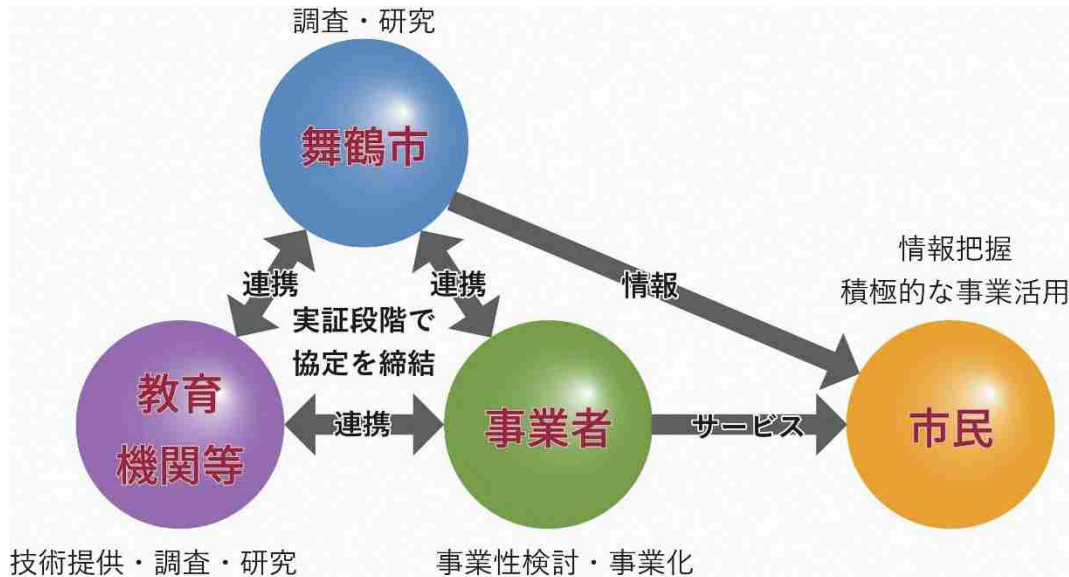 調査・研究
舞鶴市
連携
連携
情報
情報把握
積極的な事業活用
実証段階で
協定を締結
教育
機関等
連携
事業者
サービス
市民
技術提供・調査・研究
事業性検討・事業化